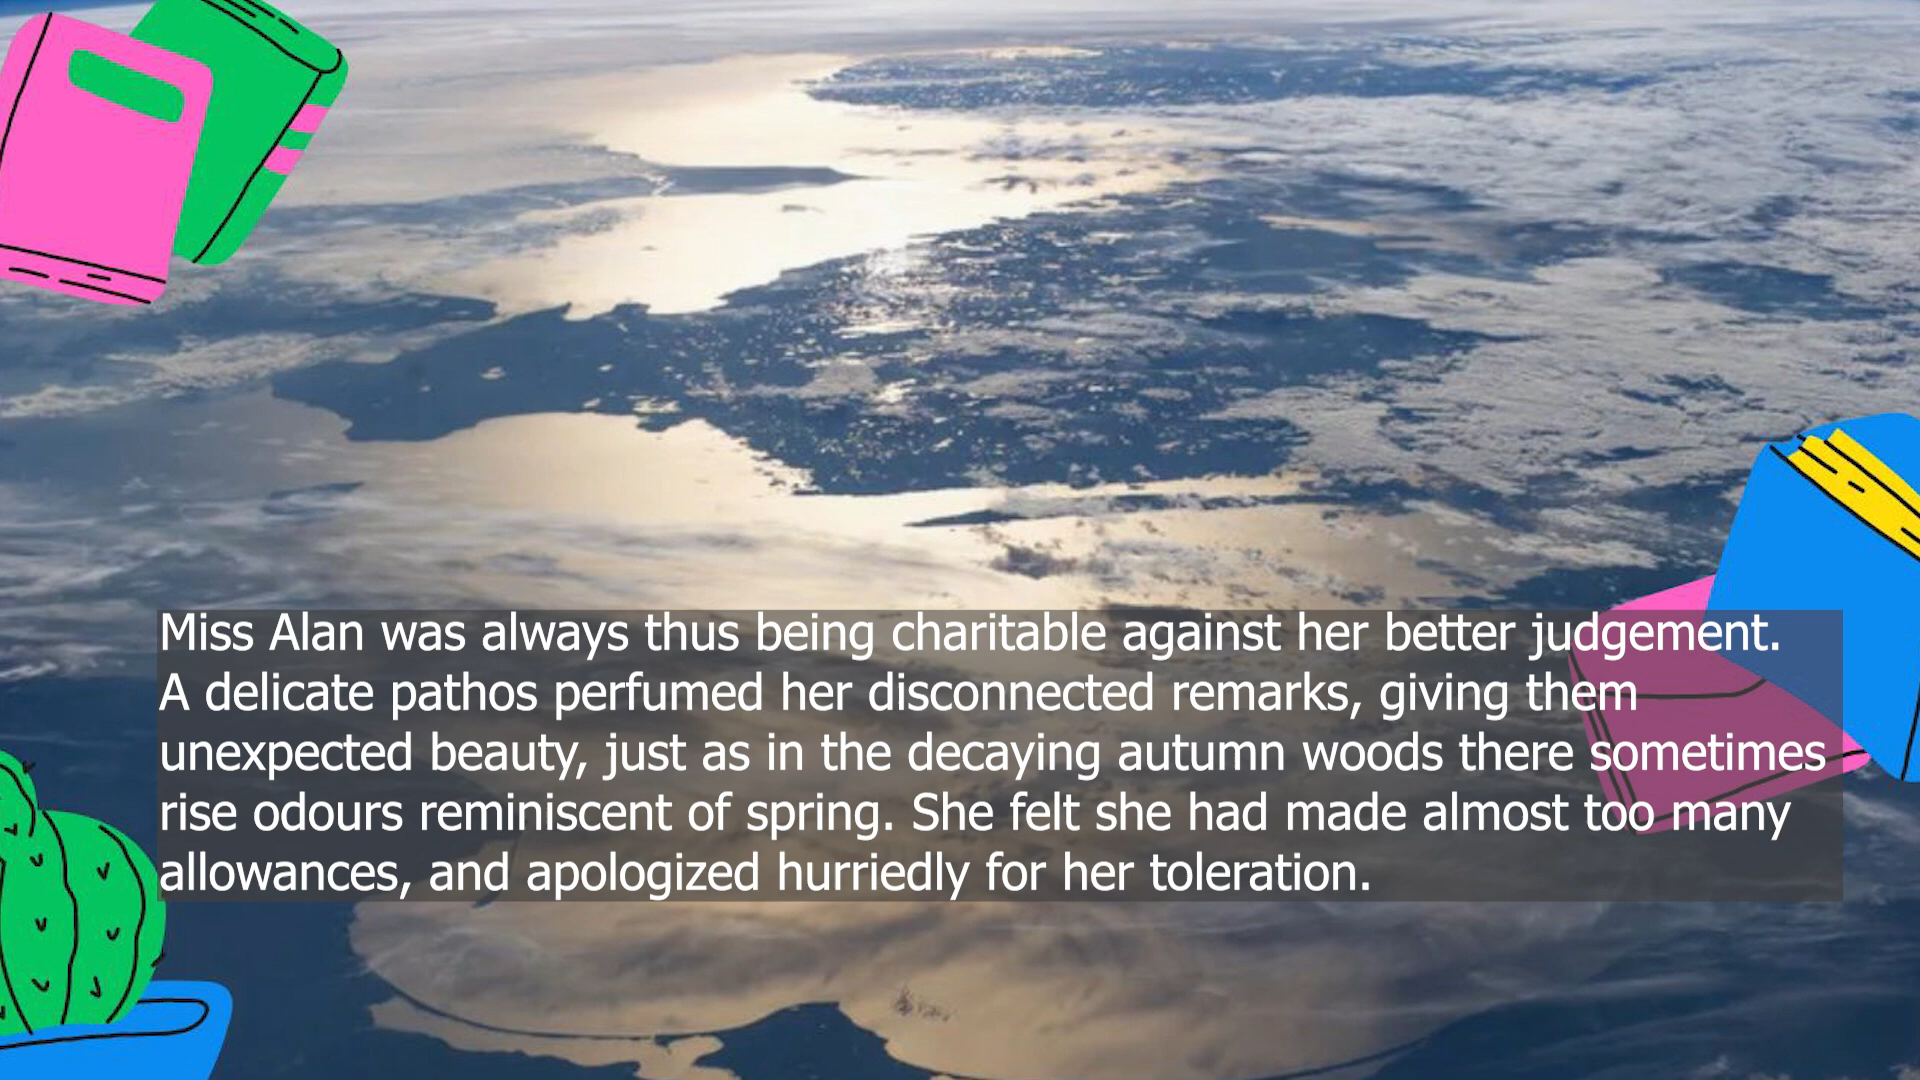 Miss Alan was always thus being charitable against her better judgement.
A delicate pathos perfumed her disconnected remarks, giving them
unexpected beauty, just as in the decaying autumn woods there sometimes
rise odours reminiscent of spring. She felt she had made almost too many
allowances, and apologized hurriedly for her toleration.